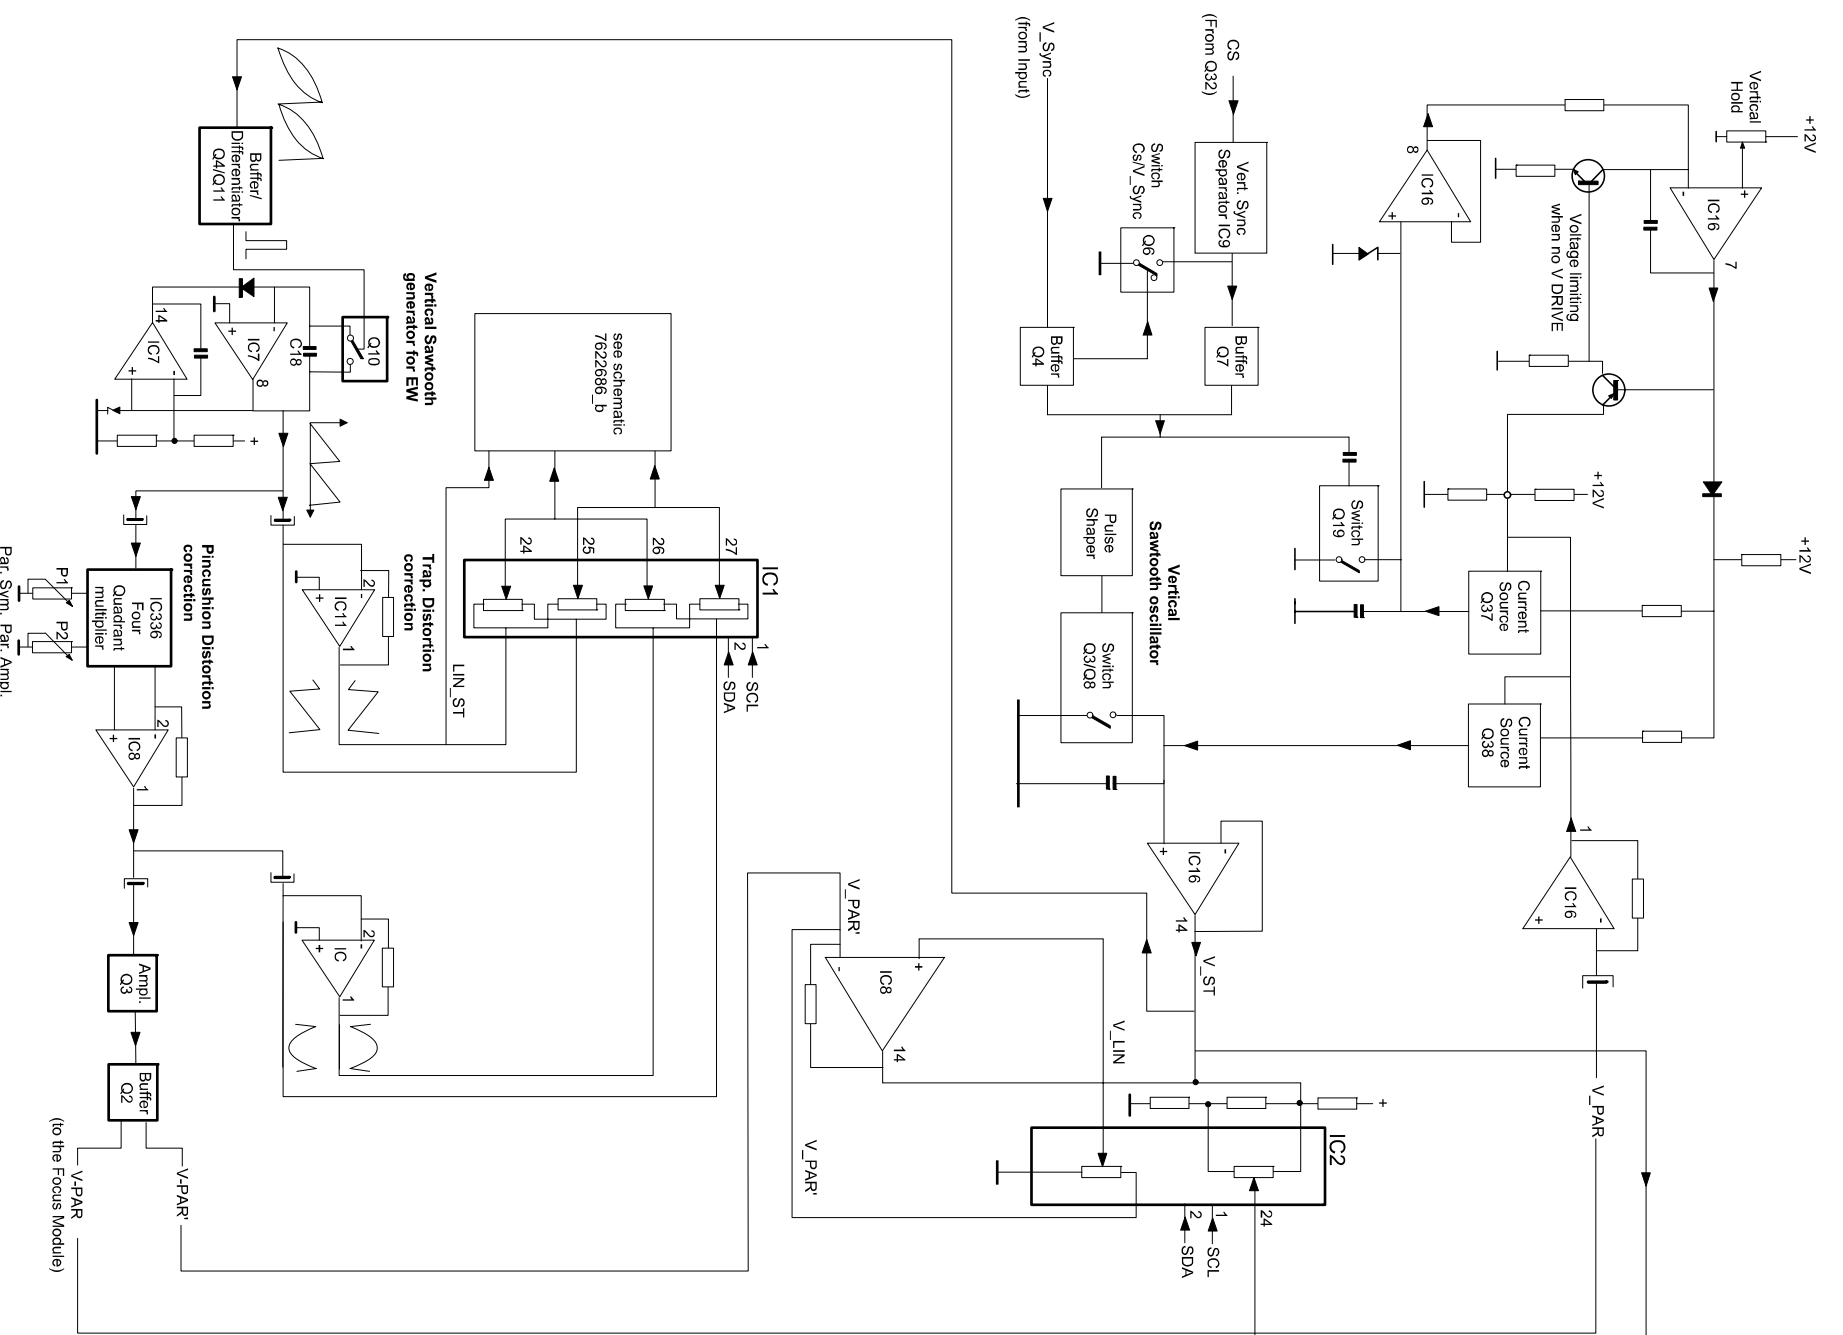 +12V
Vertical
Hold
+
-
IC16
7
IC16
8
+
-
Voltage limiting
when no V DRIVE
+12V
+12V
Current
Source
Q37
Current
Source
Q38
1
IC16
+
-
V_PAR
CS
(From Q32)
V_Sync
(from Input)
Vert. Sync
Separator IC9
Switch
Cs/V_Sync
Q6
Buffer
Q7
Buffer
Q4
Switch
Q19
Pulse
Shaper
Vertical
Sawtooth oscillator
Switch
Q3/Q8
+
-
IC16
14
V_ST
V_PAR'
-
+
IC8
14
V_LIN
V_PAR'
+
IC2
24
1
2
SCL
SDA
see schematic
7622686_b
24
25
26
27
IC1
1
2
SCL
SDA
LIN_ST
Buffer/
Differentiator
Q4/Q11
Vertical Sawtooth
generator for EW
Q10
C18
-
+
IC7
8
14
IC7
+
-
+
Trap. Distortion
correction
2
-
+
IC11
1
Pincushion Distortion
correction
IC336
Four
Quadrant
multiplier
P1
P2
Par. Sym.
Par. Ampl.
2
-
+
IC8
1
2
-
+
IC
1
Ampl.
Q3
Buffer
Q2
V-PAR'
V-PAR
(to the Focus Module)